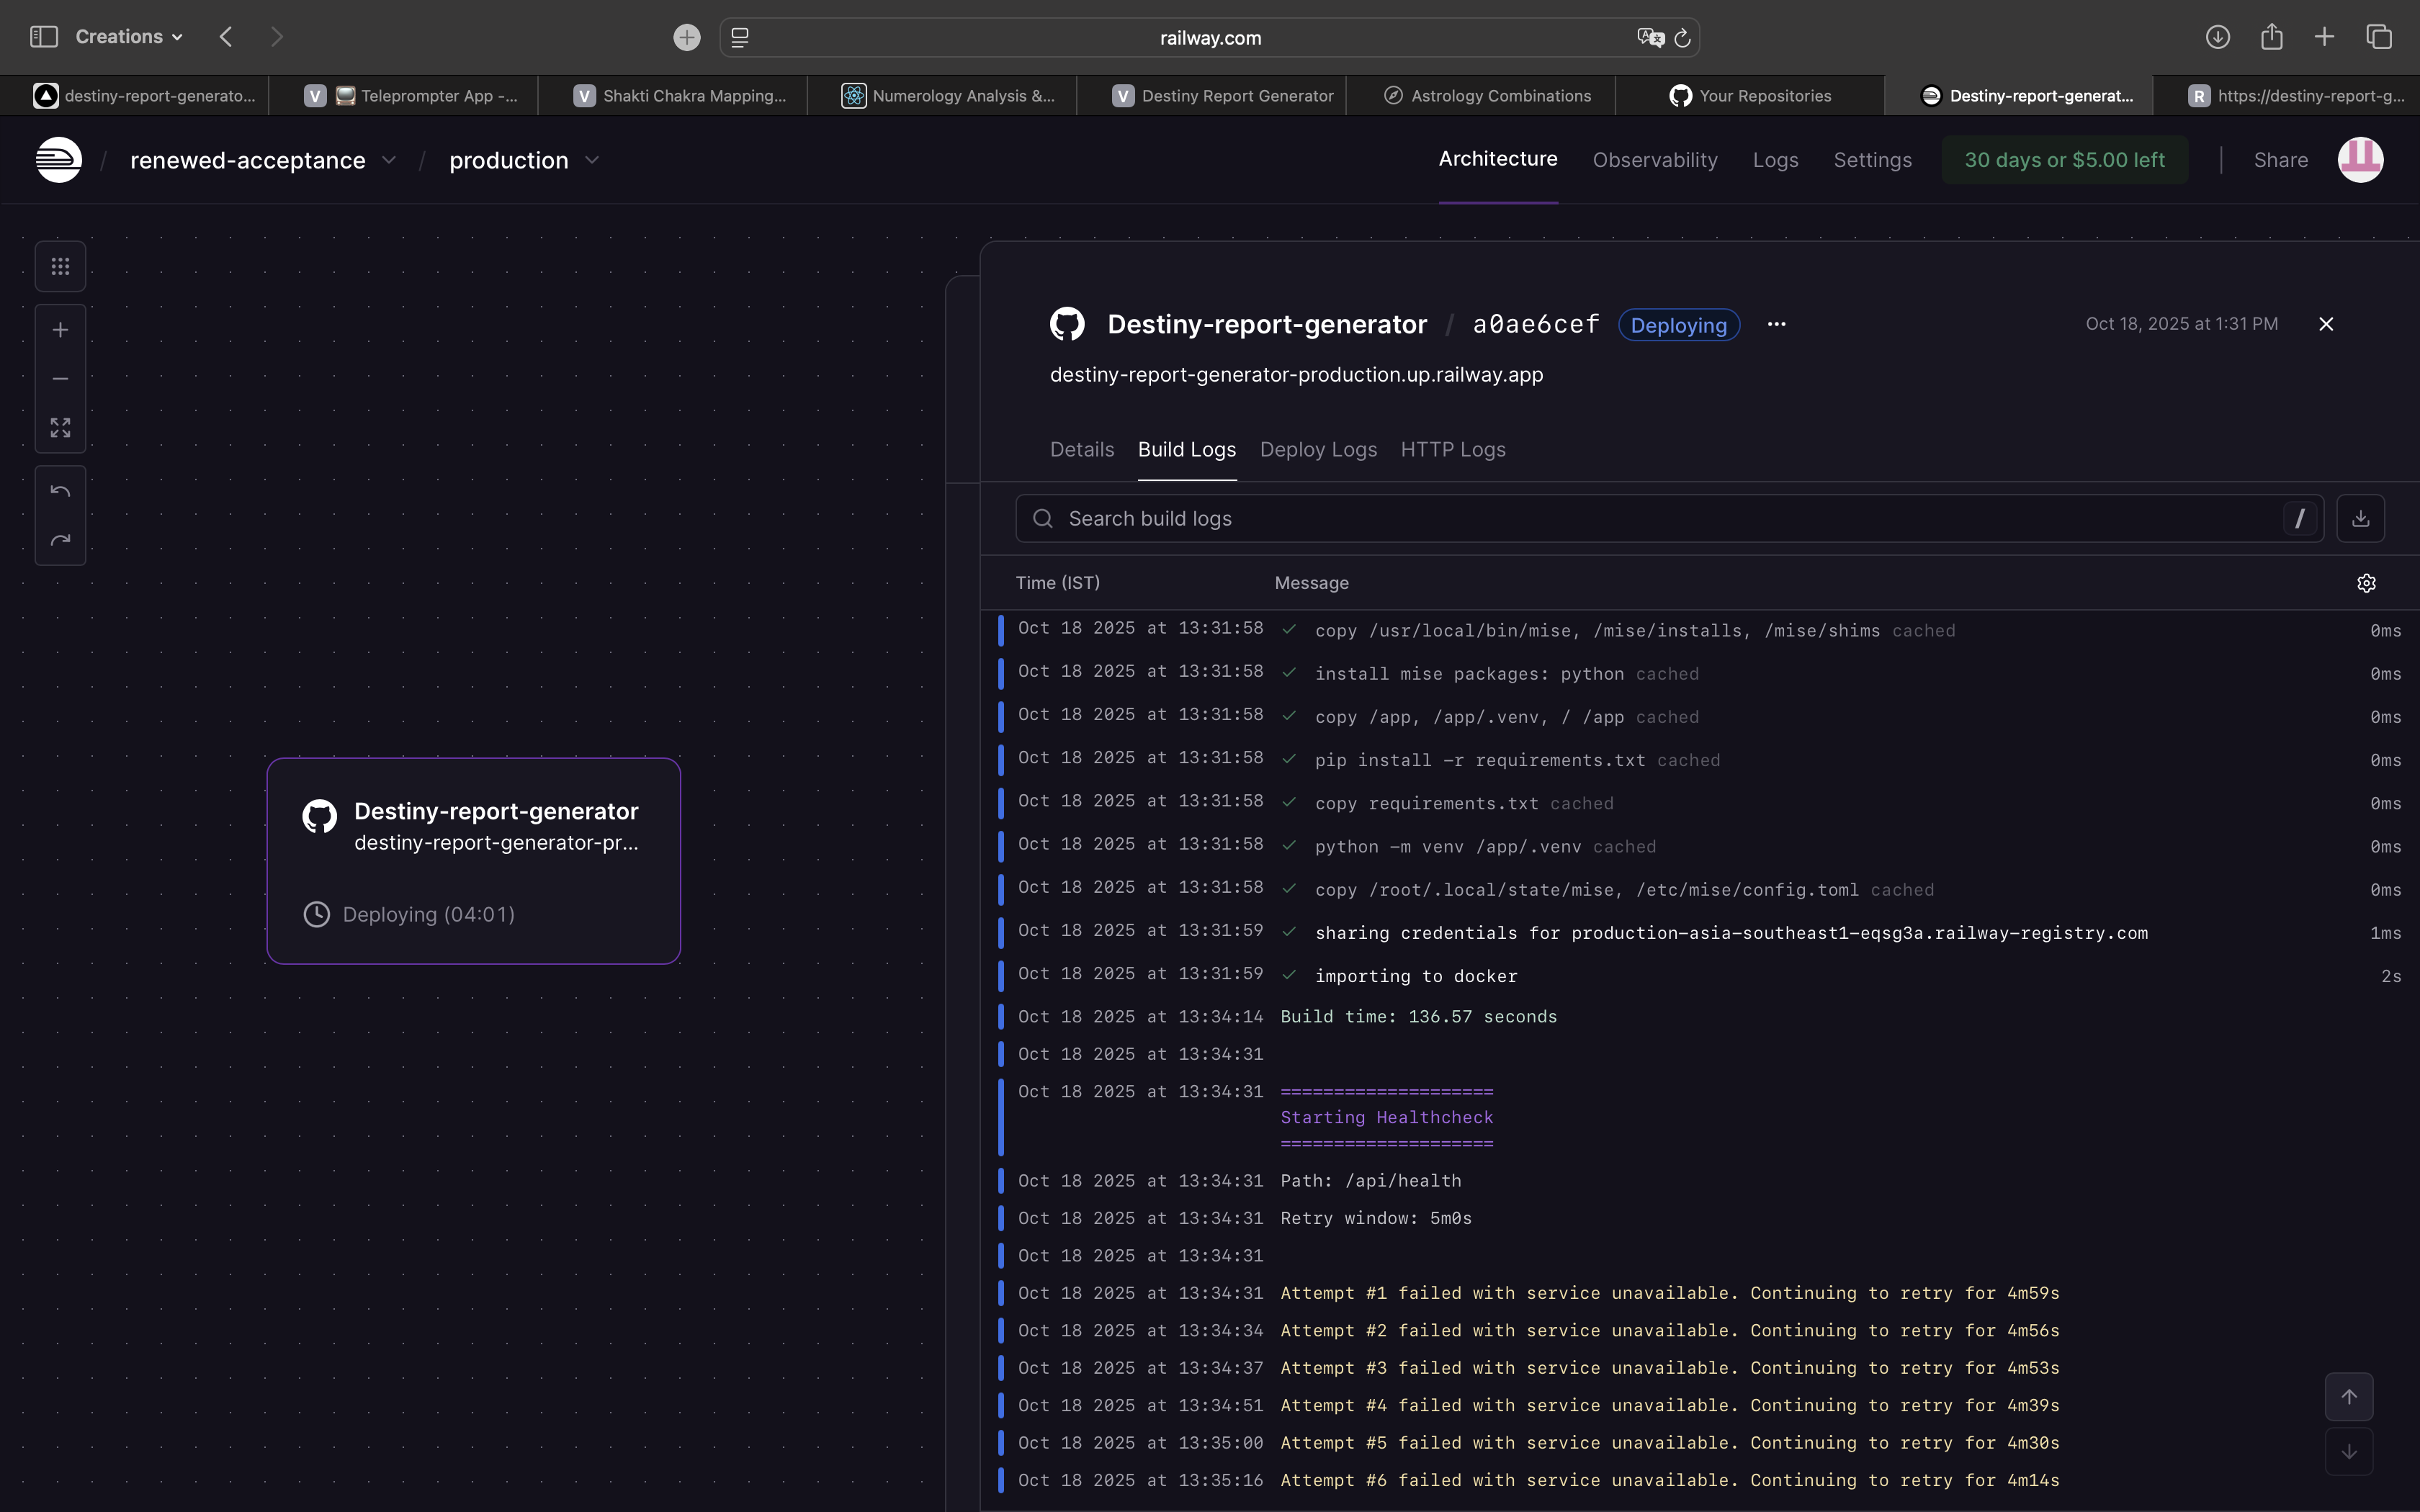 Creations
railway.com
destiny-report-generato...
V Teleprompter App -...
V Shakti Chakra Mapping...
Numerology Analysis &...
V Destiny Report Generator
Astrology Combinations
Your Repositories
Destiny-report-generat...
R https://destiny-report-g...
/ renewed-acceptance / production
Architecture Observability Logs Settings 30 days or $5.00 left Share
Destiny-report-generator / a0ae6cef Deploying ...
Oct 18, 2025 at 1:31 PM
destiny-report-generator-production.up.railway.app
Details Build Logs Deploy Logs HTTP Logs
Search build logs /
Time (IST) Message
Oct 18 2025 at 13:31:58 ✓ copy /usr/local/bin/mise, /mise/installs, /mise/shims cached 0ms
Oct 18 2025 at 13:31:58 ✓ install mise packages: python cached 0ms
Oct 18 2025 at 13:31:58 ✓ copy /app, /app/.venv, / /app cached 0ms
Oct 18 2025 at 13:31:58 ✓ pip install -r requirements.txt cached 0ms
Oct 18 2025 at 13:31:58 ✓ copy requirements.txt cached 0ms
Oct 18 2025 at 13:31:58 ✓ python -m venv /app/.venv cached 0ms
Oct 18 2025 at 13:31:58 ✓ copy /root/.local/state/mise, /etc/mise/config.toml cached 0ms
Oct 18 2025 at 13:31:59 ✓ sharing credentials for production-asia-southeast1-eqsg3a.railway-registry.com 1ms
Oct 18 2025 at 13:31:59 ✓ importing to docker 2s
Oct 18 2025 at 13:34:14 Build time: 136.57 seconds
Oct 18 2025 at 13:34:31
Oct 18 2025 at 13:34:31 ====================
Starting Healthcheck
====================
Oct 18 2025 at 13:34:31 Path: /api/health
Oct 18 2025 at 13:34:31 Retry window: 5m0s
Oct 18 2025 at 13:34:31
Oct 18 2025 at 13:34:31 Attempt #1 failed with service unavailable. Continuing to retry for 4m59s
Oct 18 2025 at 13:34:34 Attempt #2 failed with service unavailable. Continuing to retry for 4m56s
Oct 18 2025 at 13:34:37 Attempt #3 failed with service unavailable. Continuing to retry for 4m53s
Oct 18 2025 at 13:34:51 Attempt #4 failed with service unavailable. Continuing to retry for 4m39s
Oct 18 2025 at 13:35:00 Attempt #5 failed with service unavailable. Continuing to retry for 4m30s
Oct 18 2025 at 13:35:16 Attempt #6 failed with service unavailable. Continuing to retry for 4m14s
Destiny-report-generator
destiny-report-generator-pr...
Deploying (04:01)